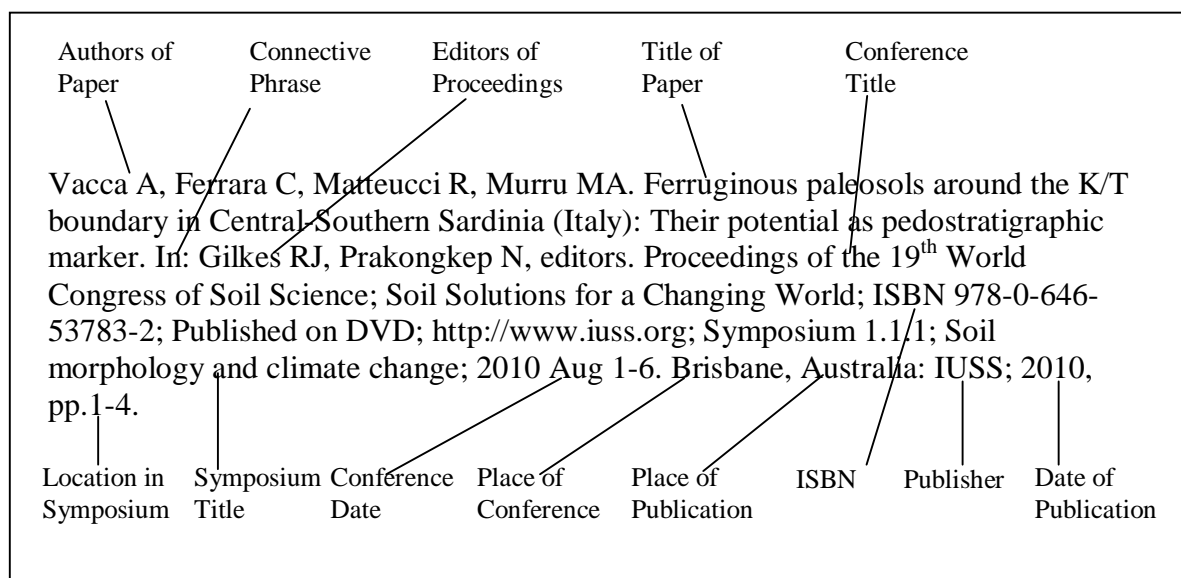 Authors of Connective Editors of Title of Conference
Paper Phrase Proceedings Paper Title
Vacca A, Ferrara C, Matteucci R, Murru MA. Ferruginous paleosols around the K/T
boundary in Central-Southern Sardinia (Italy): Their potential as pedostratigraphic
marker. In: Gilkes RJ, Prakongkep N, editors. Proceedings of the 19th World
Congress of Soil Science; Soil Solutions for a Changing World; ISBN 978-0-646-
53783-2; Published on DVD; http://www.iuss.org; Symposium 1.1.1; Soil
morphology and climate change; 2010 Aug 1-6. Brisbane, Australia: IUSS; 2010,
pp.1-4.
Location in Symposium Conference Place of Place of ISBN Publisher Date of
Symposium Title Date Conference Publication Publication